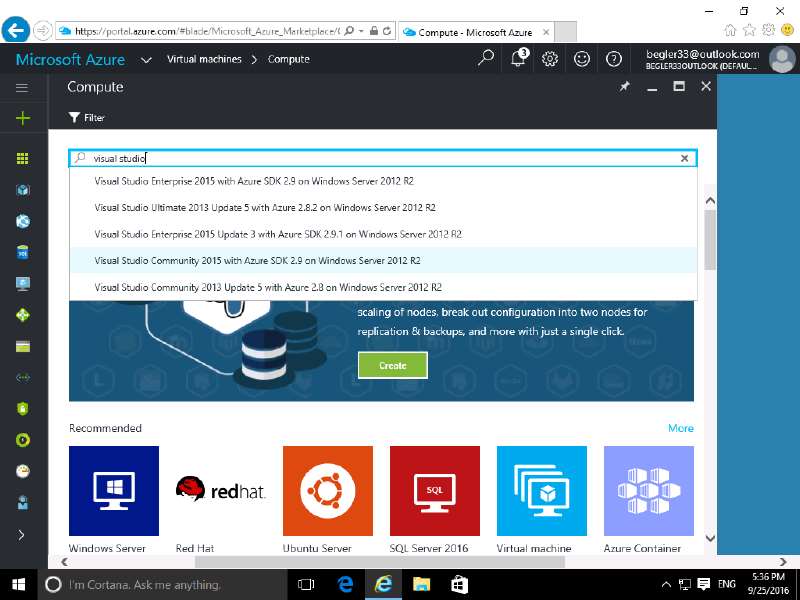 https://portal.azure.com/#blade/Microsoft_Azure_Marketplace/
Compute - Microsoft Azure
Microsoft Azure
Virtual machines > Compute
3
begler33@outlook.com
BEGLER33OUTLOOK (DEFAUL...
Compute
Filter
visual studio
Visual Studio Enterprise 2015 with Azure SDK 2.9 on Windows Server 2012 R2
Visual Studio Ultimate 2013 Update 5 with Azure 2.8.2 on Windows Server 2012 R2
Visual Studio Enterprise 2015 Update 3 with Azure SDK 2.9.1 on Windows Server 2012 R2
Visual Studio Community 2015 with Azure SDK 2.9 on Windows Server 2012 R2
Visual Studio Community 2013 Update 5 with Azure 2.8 on Windows Server 2012 R2
scaling of nodes, break out configuration into two nodes for
replication & backups, and more with just a single click.
Create
Recommended
More
redhat.
SQL
Windows Server
Red Hat
Ubuntu Server
SQL Server 2016
Virtual machine
Azure Container
I'm Cortana. Ask me anything.
ENG
5:36 PM
9/25/2016